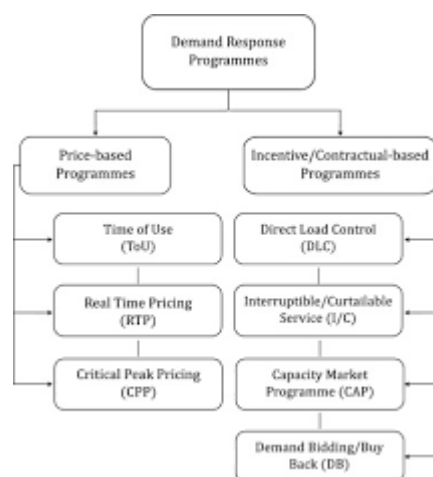 Demand Response
Programmes
Price-based
Programmes
Incentive/Contractual-based
Programmes
Time of Use
(ToU)
Direct Load Control
(DLC)
Real Time Pricing
(RTP)
Interruptible/Curtailable
Service (I/C)
Critical Peak Pricing
(CPP)
Capacity Market
Programme (CAP)
Demand Bidding/Buy
Back (DB)